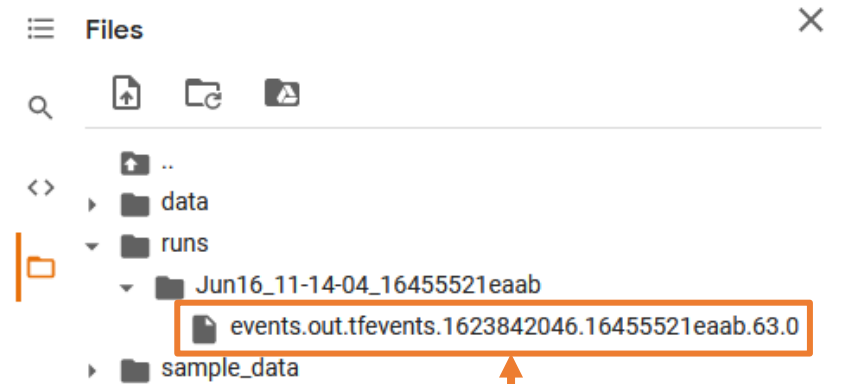 Files
..
data
runs
Jun16_11-14-04_16455521eaab
events.out.tfevents.1623842046.16455521eaab.63.0
sample_data